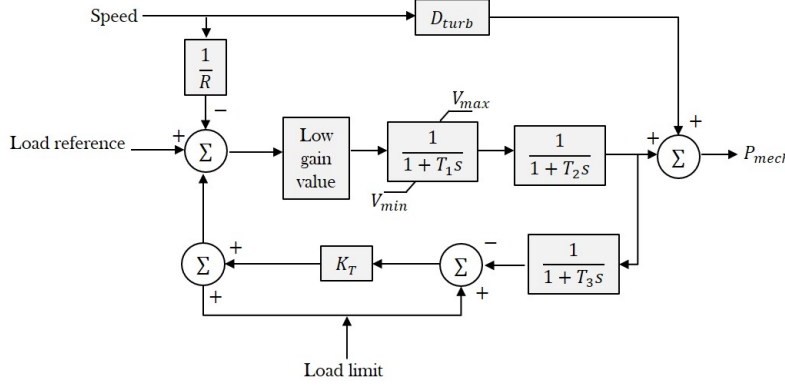 Speed
D_turb
1
R
−
+
V_max
Load reference
+
Σ
Low
gain
value
1
1 + T_1 s
1
1 + T_2 s
+
Σ
P_mech
V_min
+
−
1
1 + T_3 s
Σ
K_T
Σ
+
+
Load limit